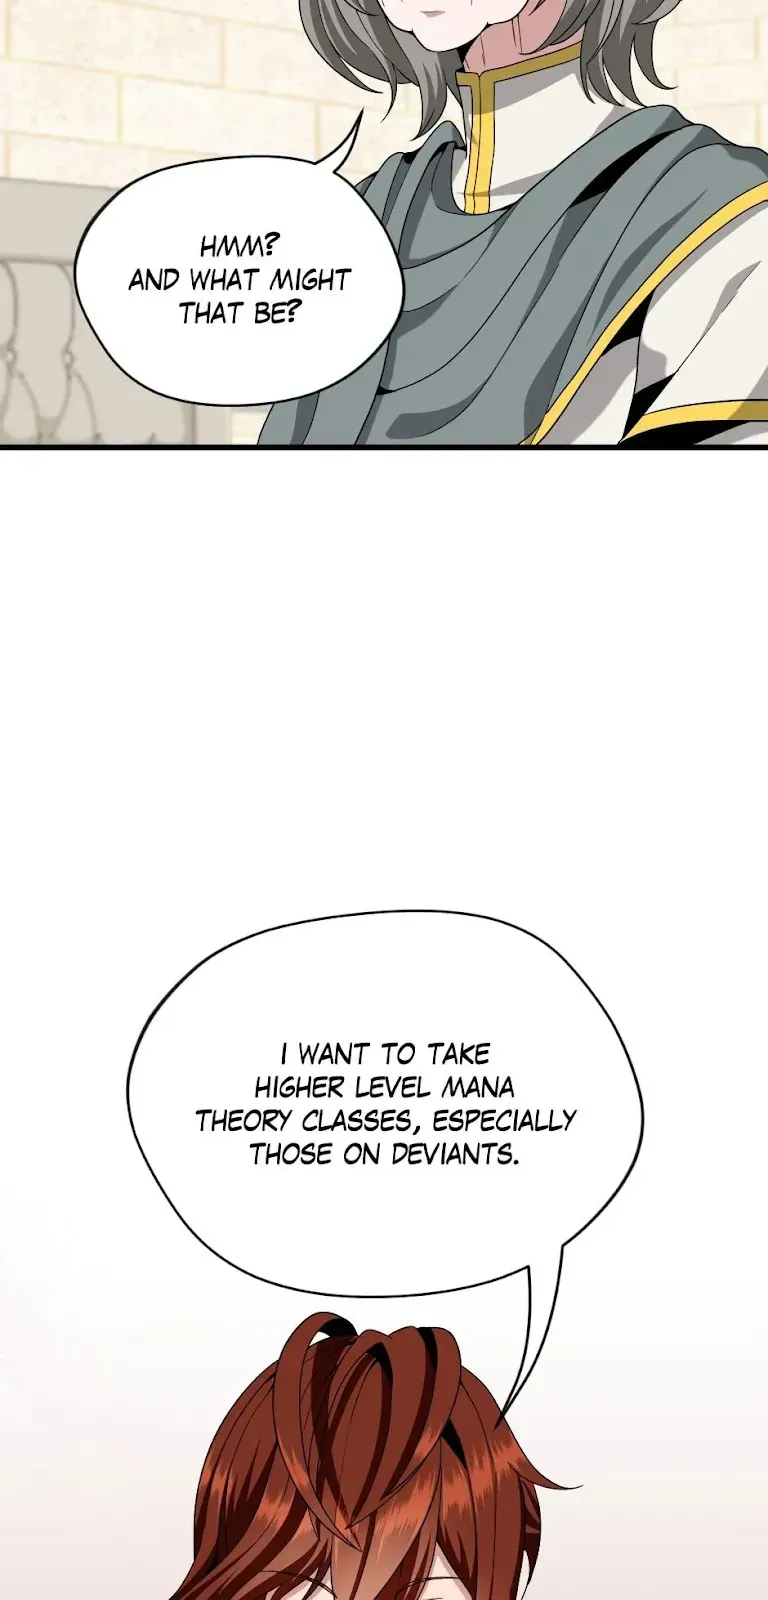 HMM?
AND WHAT MIGHT
THAT BE?
I WANT TO TAKE
HIGHER LEVEL MANA
THEORY CLASSES, ESPECIALLY
THOSE ON DEVIANTS.